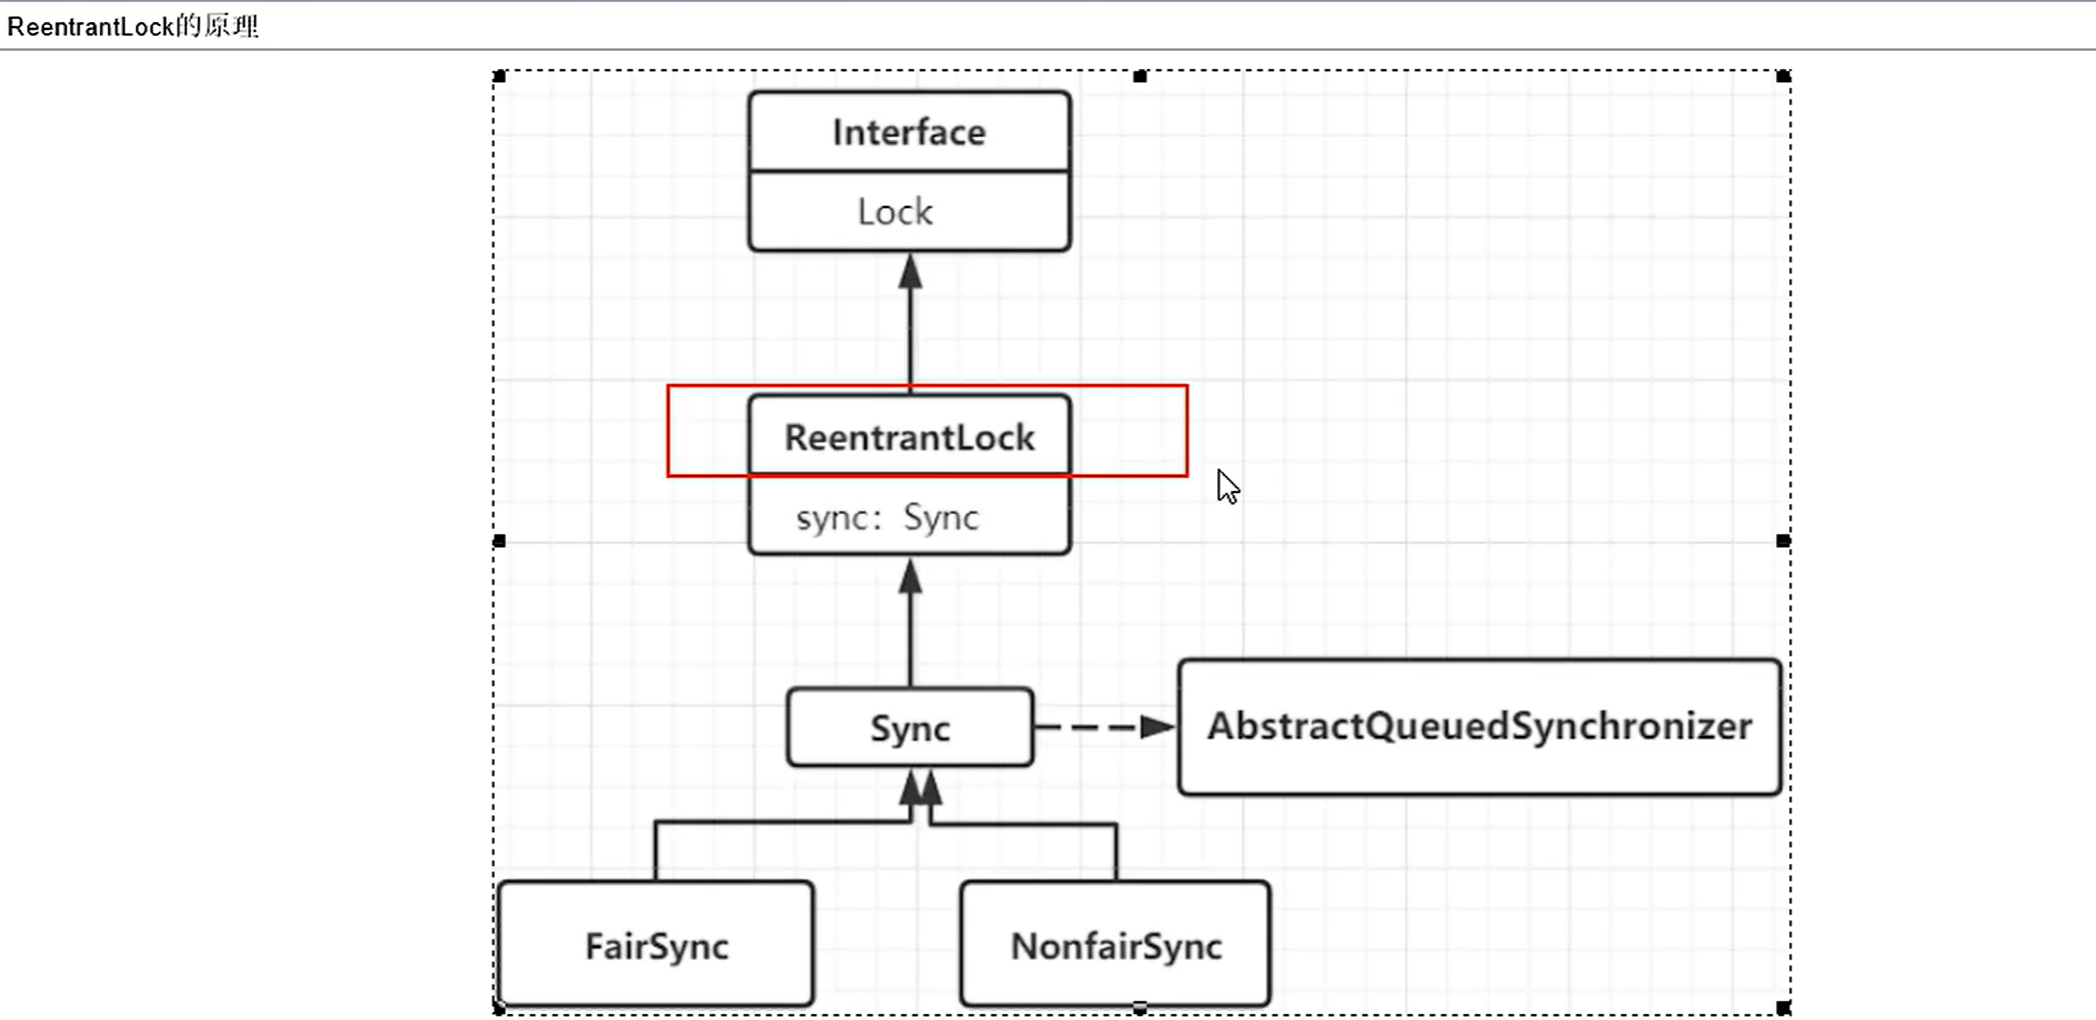 ReentrantLock的原理
Interface
Lock
ReentrantLock
sync: Sync
Sync
AbstractQueuedSynchronizer
FairSync
NonfairSync